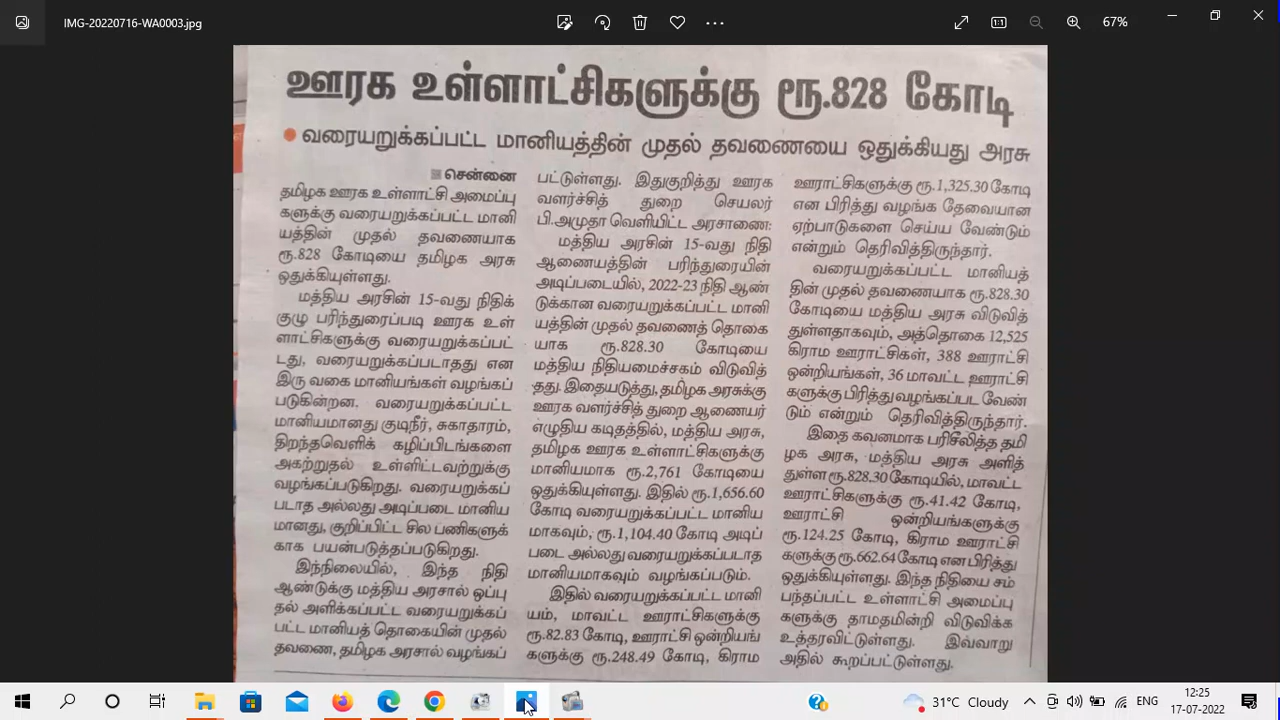 IMG-20220716-WA0003.jpg
67%
ஊரக உள்ளாட்சிகளுக்கு ரூ.828 கோடி
வரையறுக்கப்பட்ட மானியத்தின் முதல் தவணையை ஒதுக்கியது அரசு
சென்னை
தமிழக ஊரக உள்ளாட்சி அமைப்பு
களுக்கு வரையறுக்கப்பட்ட மானி
யத்தின் முதல் தவணையாக
ரூ.828 கோடியை தமிழக அரசு
ஒதுக்கியுள்ளது.
மத்திய அரசின் 15-வது நிதிக்
குழு பரிந்துரைப்படி ஊரக உள்
ளாட்சிகளுக்கு வரையறுக்கப்பட்
டது, வரையறுக்கப்படாதது என
இரு வகை மானியங்கள் வழங்கப்
படுகின்றன. வரையறுக்கப்பட்ட
மானியமானது குடிநீர், சுகாதாரம்,
திறந்தவெளிக் கழிப்பிடங்களை
அகற்றுதல் உள்ளிட்டவற்றுக்கு
வழங்கப்படுகிறது. வரையறுக்கப்
படாத அல்லது அடிப்படை மானிய
மானது, குறிப்பிட்ட சில பணிகளுக்
காக பயன்படுத்தப்படுகிறது.
இந்நிலையில், இந்த நிதி
ஆண்டுக்கு மத்திய அரசால் ஒப்பு
தல் அளிக்கப்பட்ட வரையறுக்கப்
பட்ட மானியத் தொகையின் முதல்
தவணை, தமிழக அரசால் வழங்கப்
பட்டுள்ளது. இதுகுறித்து ஊரக
வளர்ச்சித் துறை செயலர்
பி.அமுதா வெளியிட்ட அரசாணை:
மத்திய அரசின் 15-வது நிதி
ஆணையத்தின் பரிந்துரையின்
அடிப்படையில், 2022-23 நிதி ஆண்
டுக்கான வரையறுக்கப்பட்ட மானி
யத்தின் முதல் தவணைத் தொகை
யாக ரூ.828.30 கோடியை
மத்திய நிதியமைச்சகம் விடுவித்
தது. இதையடுத்து, தமிழக அரசுக்கு
ஊரக வளர்ச்சித் துறை ஆணையர்
எழுதிய கடிதத்தில், மத்திய அரசு,
தமிழக ஊரக உள்ளாட்சிகளுக்கு
மானியமாக ரூ.2,761 கோடியை
ஒதுக்கியுள்ளது. இதில் ரூ.1,656.60
கோடி வரையறுக்கப்பட்ட மானிய
மாகவும், ரூ.1,104.40 கோடி அடிப்
படை அல்லது வரையறுக்கப்படாத
மானியமாகவும் வழங்கப்படும்.
இதில் வரையறுக்கப்பட்ட மானி
யம், மாவட்ட ஊராட்சிகளுக்கு
ரூ.82.83 கோடி, ஊராட்சி ஒன்றியங்
களுக்கு ரூ.248.49 கோடி, கிராம
ஊராட்சிகளுக்கு ரூ.1,325.30 கோடி
என பிரித்து வழங்க தேவையான
ஏற்பாடுகளை செய்ய வேண்டும்
என்றும் தெரிவித்திருந்தார்.
வரையறுக்கப்பட்ட மானியத்
தின் முதல் தவணையாக ரூ.828.30
கோடியை மத்திய அரசு விடுவித்
துள்ளதாகவும், அத்தொகை 12,525
கிராம ஊராட்சிகள், 388 ஊராட்சி
ஒன்றியங்கள், 36 மாவட்ட ஊராட்சி
களுக்கு பிரித்து வழங்கப்பட வேண்
டும் என்றும் தெரிவித்திருந்தார்.
இதை கவனமாக பரிசீலித்த தமி
ழக அரசு, மத்திய அரசு அளித்
துள்ள ரூ.828.30 கோடியில், மாவட்ட
ஊராட்சிகளுக்கு ரூ.41.42 கோடி,
ஊராட்சி ஒன்றியங்களுக்கு
ரூ.124.25 கோடி, கிராம ஊராட்சி
களுக்கு ரூ.662.64 கோடி என பிரித்து
ஒதுக்கியுள்ளது. இந்த நிதியை சம்
பந்தப்பட்ட உள்ளாட்சி அமைப்பு
களுக்கு தாமதமின்றி விடுவிக்க
உத்தரவிட்டுள்ளது. இவ்வாறு
அதில் கூறப்பட்டுள்ளது.
31°C Cloudy
ENG
12:25
17-07-2022